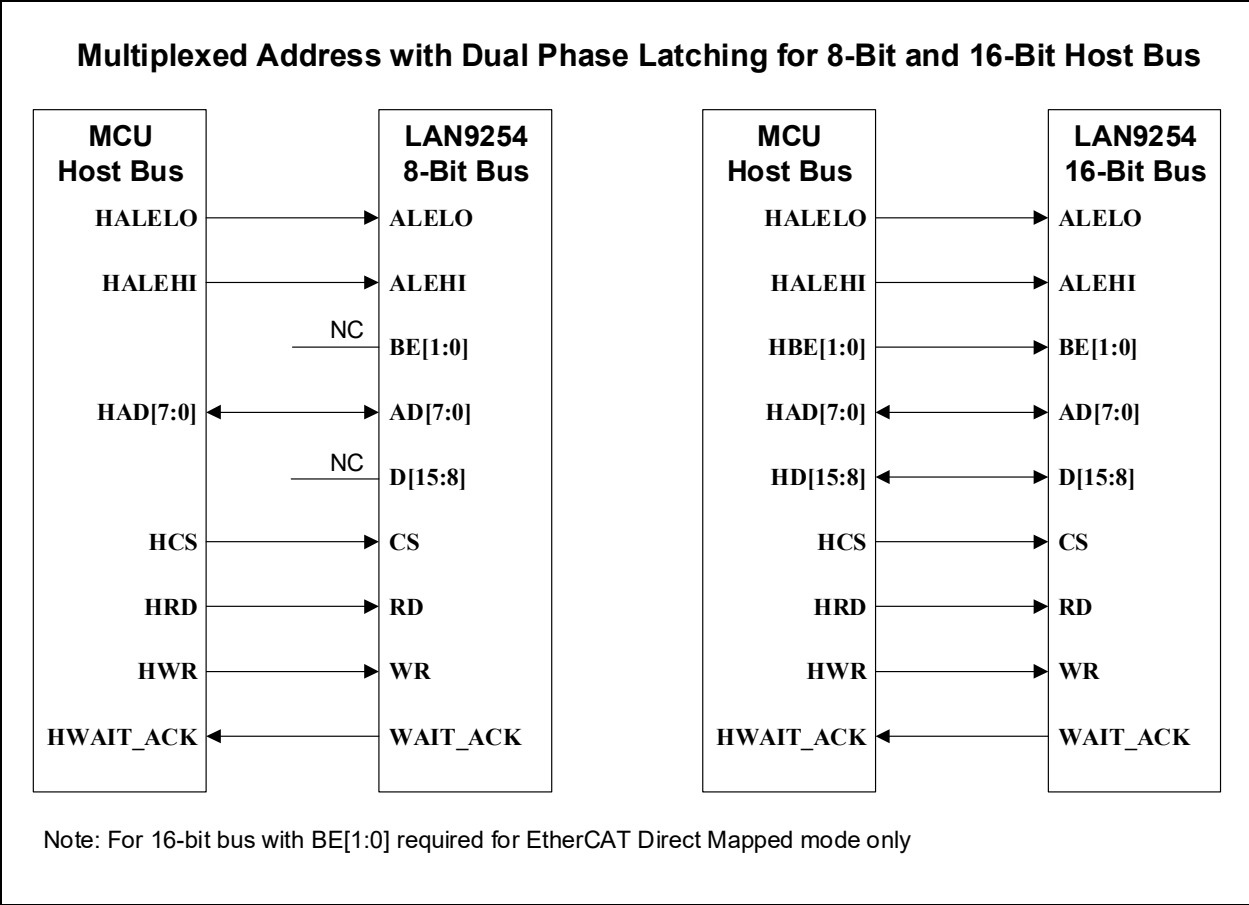 Multiplexed Address with Dual Phase Latching for 8-Bit and 16-Bit Host Bus
MCU
Host Bus
HALELO
HALEHI
HAD[7:0]
HCS
HRD
HWR
HWAIT_ACK
NC
NC
LAN9254
8-Bit Bus
ALELO
ALEHI
BE[1:0]
AD[7:0]
D[15:8]
CS
RD
WR
WAIT_ACK
MCU
Host Bus
HALELO
HALEHI
HBE[1:0]
HAD[7:0]
HD[15:8]
HCS
HRD
HWR
HWAIT_ACK
LAN9254
16-Bit Bus
ALELO
ALEHI
BE[1:0]
AD[7:0]
D[15:8]
CS
RD
WR
WAIT_ACK
Note: For 16-bit bus with BE[1:0] required for EtherCAT Direct Mapped mode only